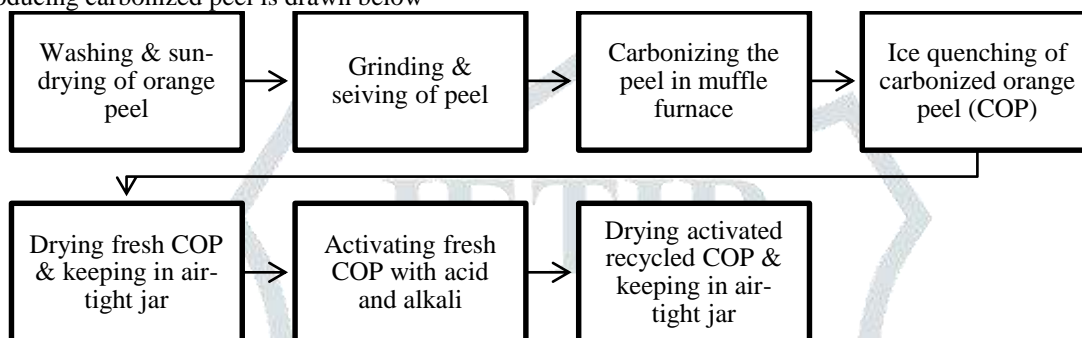 oducing carbonized peel is drawn below
Washing & sun-
drying of orange
peel
Grinding &
seiving of peel
Carbonizing the
peel in muffle
furnace
Ice quenching of
carbonized orange
peel (COP)
Drying fresh COP
& keeping in air-
tight jar
Activating fresh
COP with acid
and alkali
Drying activated
recycled COP &
keeping in air-
tight jar
JETIR